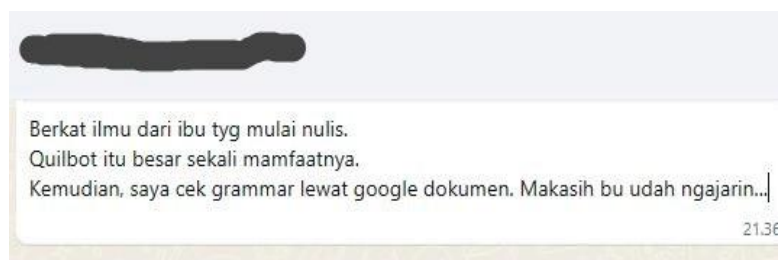 Berkat ilmu dari ibu tyg mulai nulis.
Quilbot itu besar sekali mamfaatnya.
Kemudian, saya cek grammar lewat google dokumen. Makasih bu udah ngajarin...
21.36